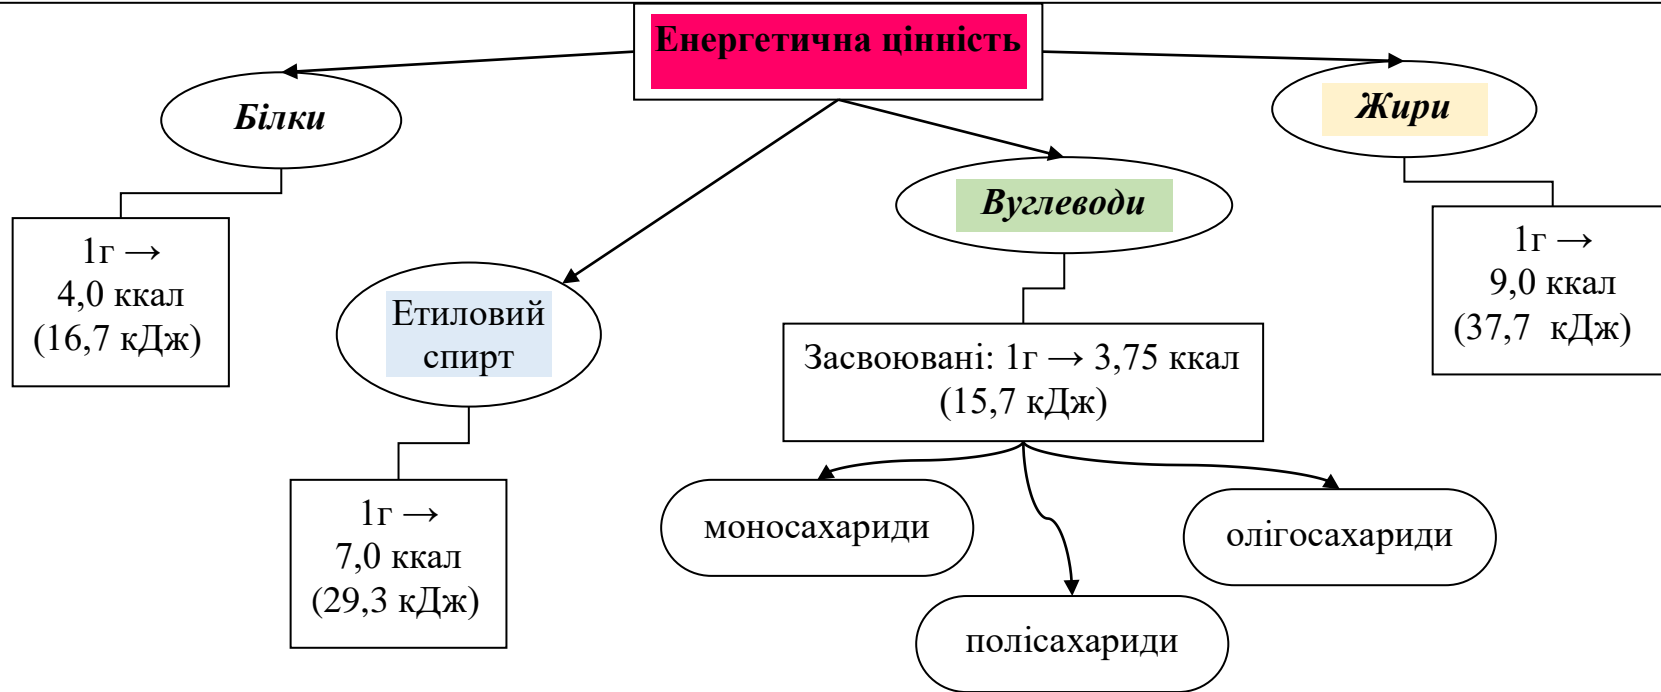 Енергетична цінність
Білки
Жири
Вуглеводи
Етиловий
спирт
1г →
4,0 ккал
(16,7 кДж)
1г →
9,0 ккал
(37,7 кДж)
Засвоювані: 1г → 3,75 ккал
(15,7 кДж)
1г →
7,0 ккал
(29,3 кДж)
моносахариди
олігосахариди
полісахариди